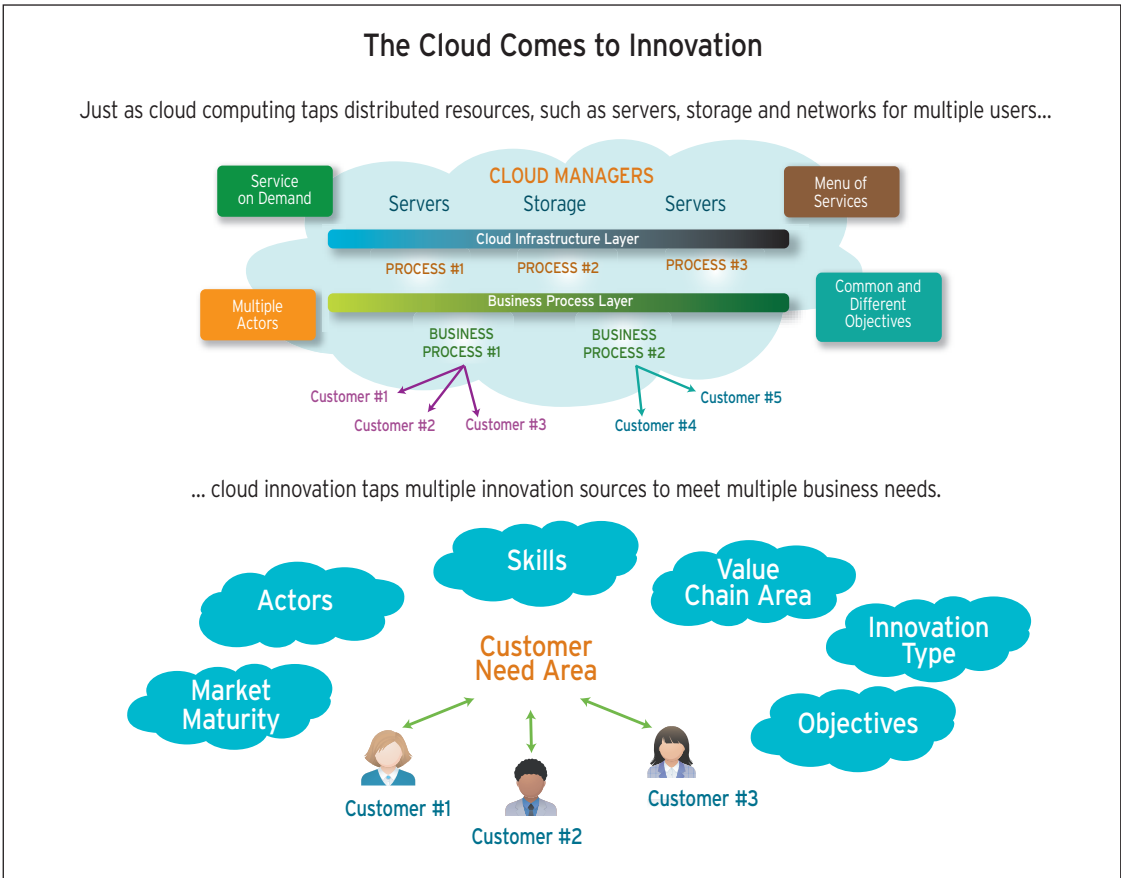 The Cloud Comes to Innovation
Just as cloud computing taps distributed resources, such as servers, storage and networks for multiple users...
Service
on Demand
CLOUD MANAGERS
Menu of
Services
Servers
Storage
Servers
Cloud Infrastructure Layer
PROCESS #1
PROCESS #2
PROCESS #3
Multiple
Actors
Business Process Layer
Common and
Different
Objectives
BUSINESS
PROCESS #1
BUSINESS
PROCESS #2
Customer #1
Customer #2
Customer #3
Customer #4
Customer #5
... cloud innovation taps multiple innovation sources to meet multiple business needs.
Market
Maturity
Actors
Skills
Value
Chain Area
Innovation
Type
Objectives
Customer
Need Area
Customer #1
Customer #2
Customer #3